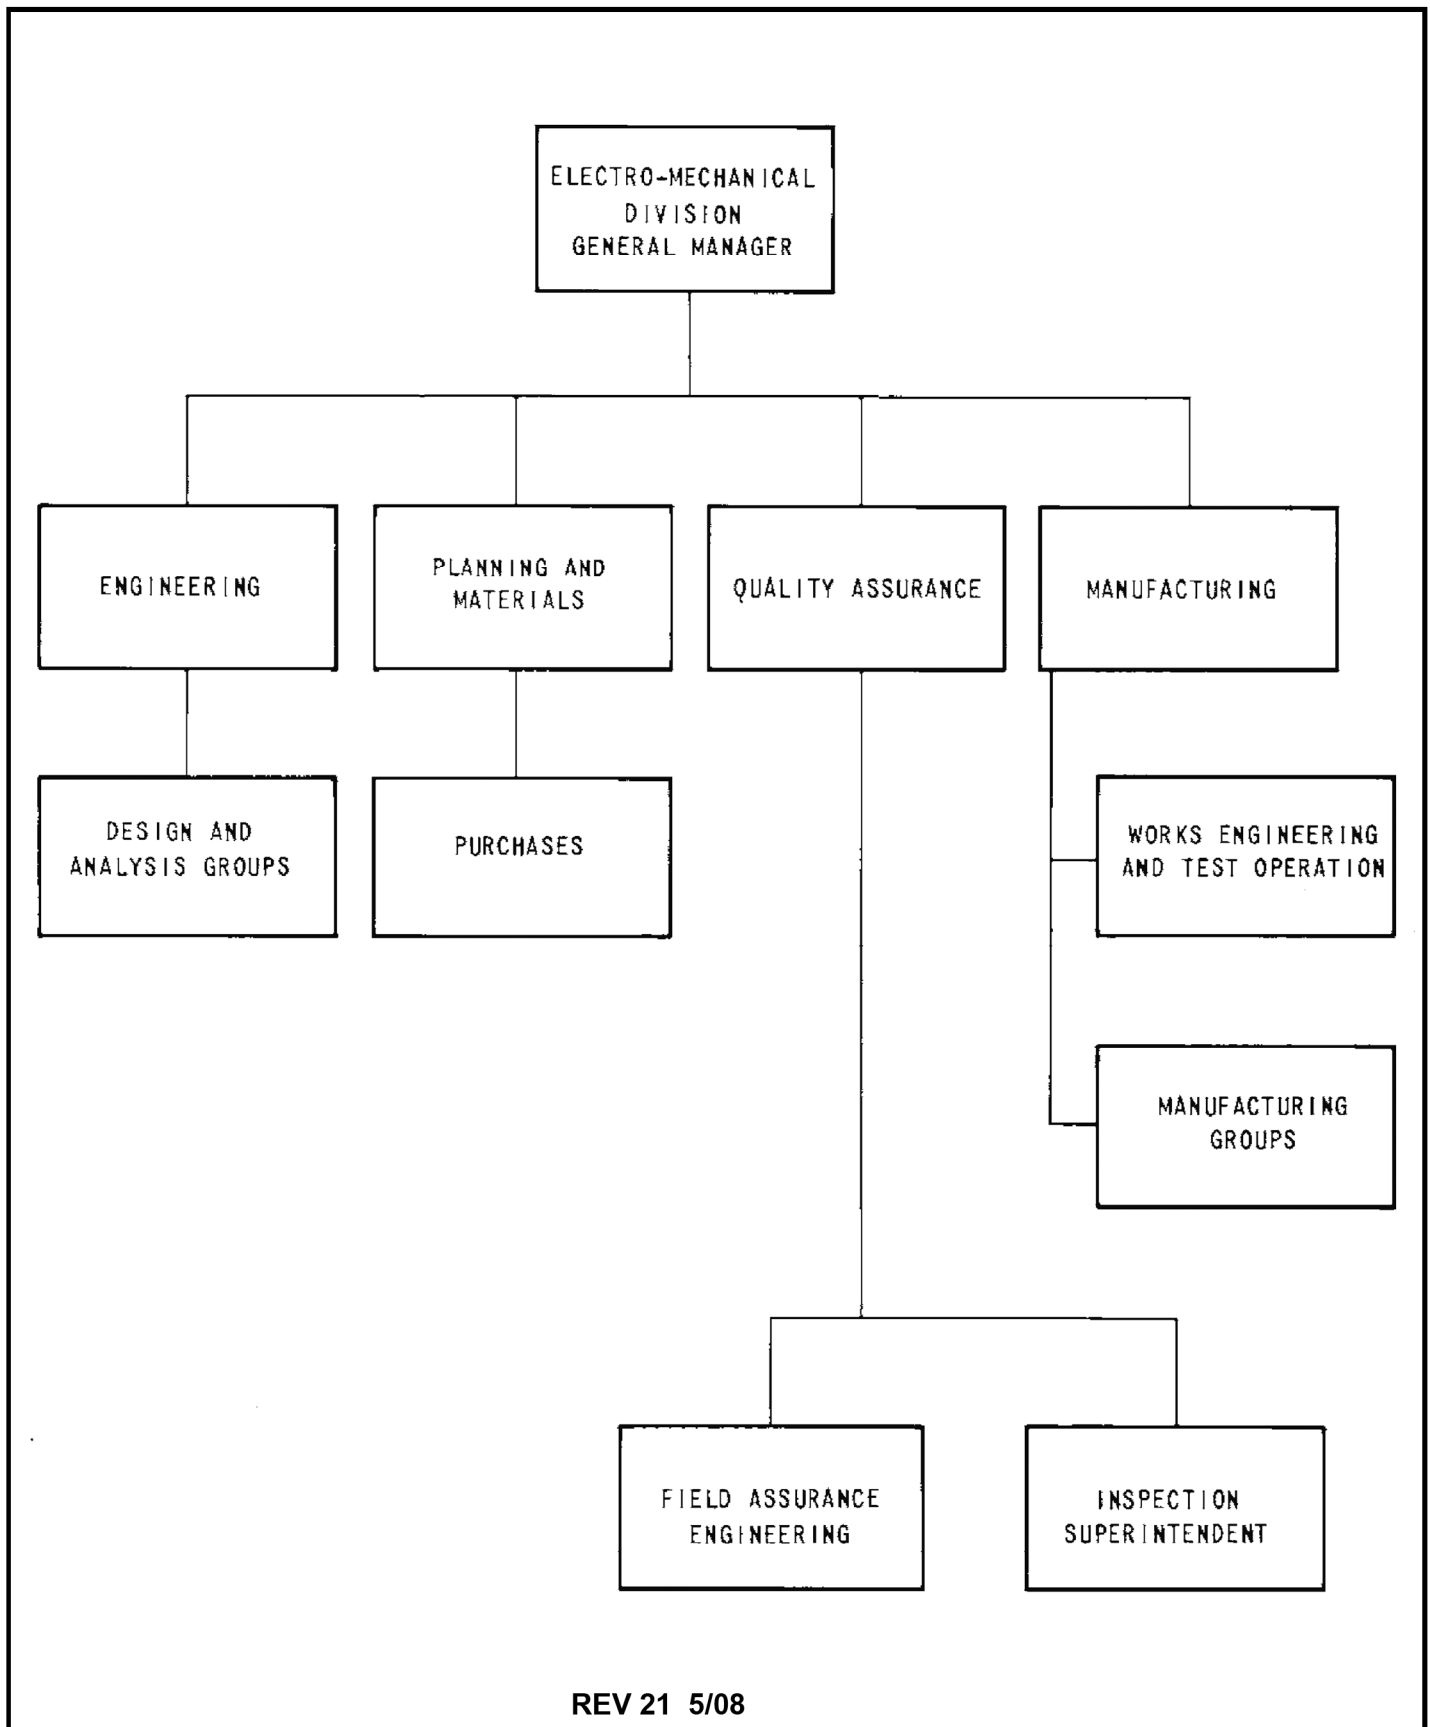 ELECTRO-MECHANICAL
DIVISION
GENERAL MANAGER
ENGINEERING
PLANNING AND
MATERIALS
QUALITY ASSURANCE
MANUFACTURING
DESIGN AND
ANALYSIS GROUPS
PURCHASES
WORKS ENGINEERING
AND TEST OPERATION
MANUFACTURING
GROUPS
FIELD ASSURANCE
ENGINEERING
INSPECTION
SUPERINTENDENT
REV 21 5/08